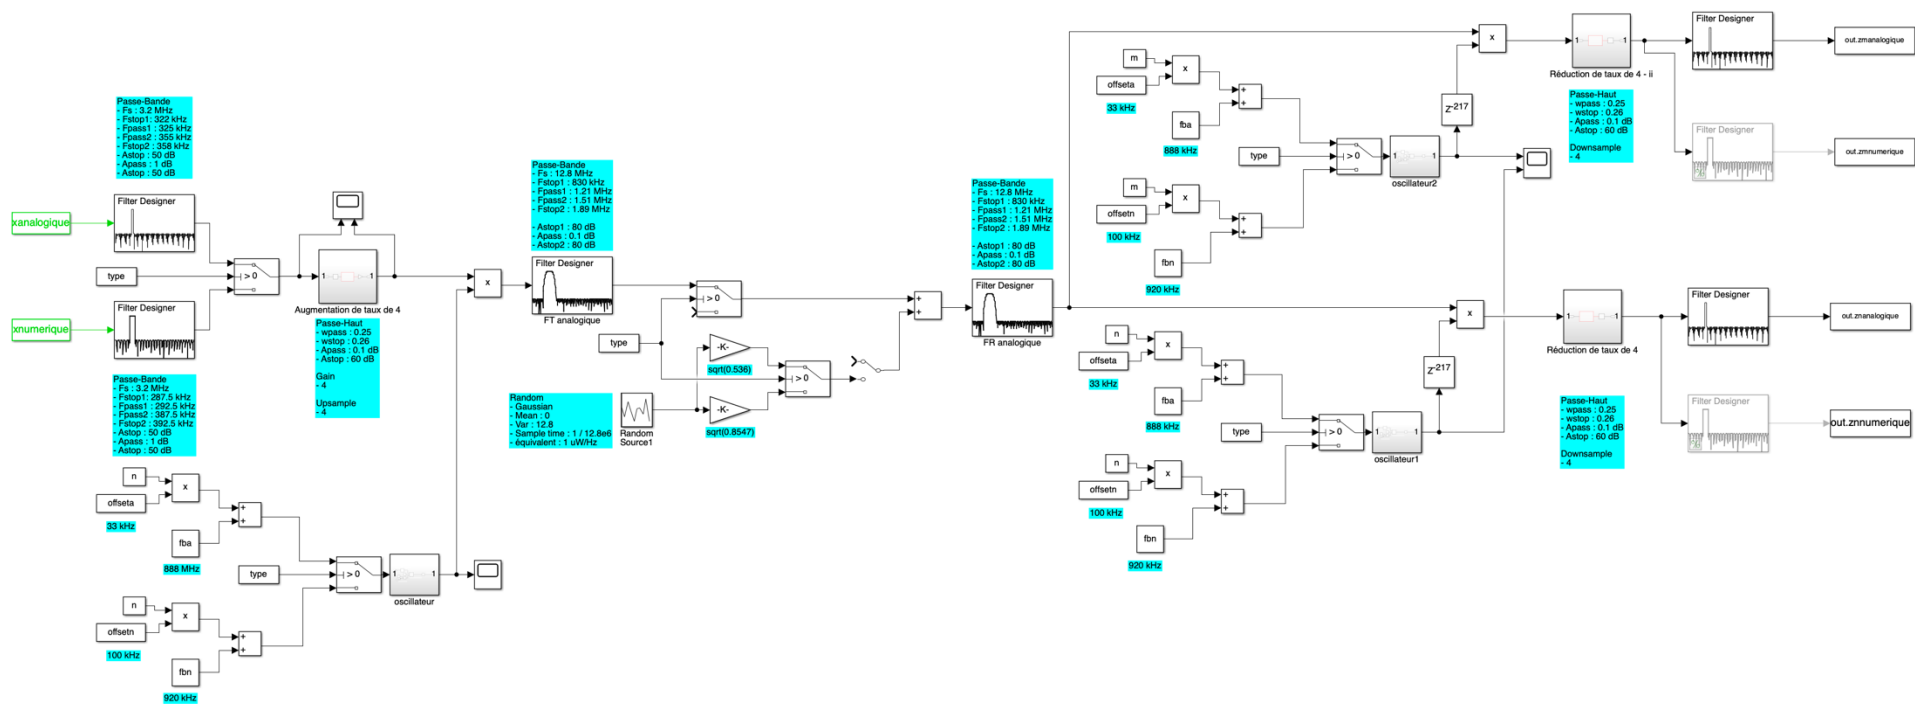 Passe-Bande
- Fs : 3.2 MHz
- Fstop1: 322 kHz
- Fpass1 : 325 kHz
- Fpass2 : 355 kHz
- Fstop2 : 358 kHz
- Astop : 50 dB
- Apass : 1 dB
- Astop : 50 dB
xanalogique
Filter Designer
type
> 0
xnumerique
Filter Designer
Passe-Bande
- Fs : 3.2 MHz
- Fstop1: 287.5 kHz
- Fpass1 : 292.5 kHz
- Fpass2 : 387.5 kHz
- Fstop2 : 392.5 kHz
- Astop : 50 dB
- Apass : 1 dB
- Astop : 50 dB
1
1
Augmentation de taux de 4
Passe-Haut
- wpass : 0.25
- wstop : 0.26
- Apass : 0.1 dB
- Astop : 60 dB
Gain
- 4
Upsample
- 4
n
offseta
x
33 kHz
fba
+
+
888 MHz
type
> 0
1
1
oscillateur
n
offsetn
x
100 kHz
fbn
+
+
920 kHz
x
Passe-Bande
- Fs : 12.8 MHz
- Fstop1 : 830 kHz
- Fpass1 : 1.21 MHz
- Fpass2 : 1.51 MHz
- Fstop2 : 1.89 MHz
- Astop1 : 80 dB
- Apass : 0.1 dB
- Astop2 : 80 dB
Filter Designer
FT analogique
> 0
type
-K-
sqrt(0.536)
> 0
-K-
sqrt(0.8547)
Random
- Gaussian
- Mean : 0
- Var : 12.8
- Sample time : 1 / 12.8e6
- équivalent : 1 uW/Hz
Random
Source1
+
+
Passe-Bande
- Fs : 12.8 MHz
- Fstop1 : 830 kHz
- Fpass1 : 1.21 MHz
- Fpass2 : 1.51 MHz
- Fstop2 : 1.89 MHz
- Astop1 : 80 dB
- Apass : 0.1 dB
- Astop2 : 80 dB
Filter Designer
FR analogique
m
offseta
x
33 kHz
fba
+
+
888 kHz
type
> 0
1
1
oscillateur2
m
offsetn
x
100 kHz
fbn
+
+
920 kHz
z-217
x
1
1
Réduction de taux de 4 - ii
Passe-Haut
- wpass : 0.25
- wstop : 0.26
- Apass : 0.1 dB
- Astop : 60 dB
Downsample
- 4
Filter Designer
out.zmanalogique
Filter Designer
out.zmnumerique
n
offseta
x
33 kHz
fba
+
+
888 kHz
type
> 0
1
1
oscillateur1
n
offsetn
x
100 kHz
fbn
+
+
920 kHz
z-217
x
1
1
Réduction de taux de 4
Passe-Haut
- wpass : 0.25
- wstop : 0.26
- Apass : 0.1 dB
- Astop : 60 dB
Downsample
- 4
Filter Designer
out.znanalogique
Filter Designer
out.znnumerique